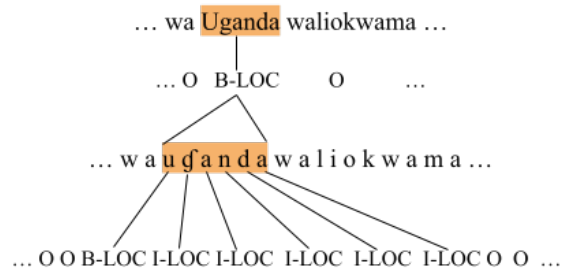 … wa Uganda waliokwama …
… O B-LOC O …
… w a u ʛ a n d a w a l i o k w a m a …
… O O B-LOC I-LOC I-LOC I-LOC I-LOC I-LOC O O …